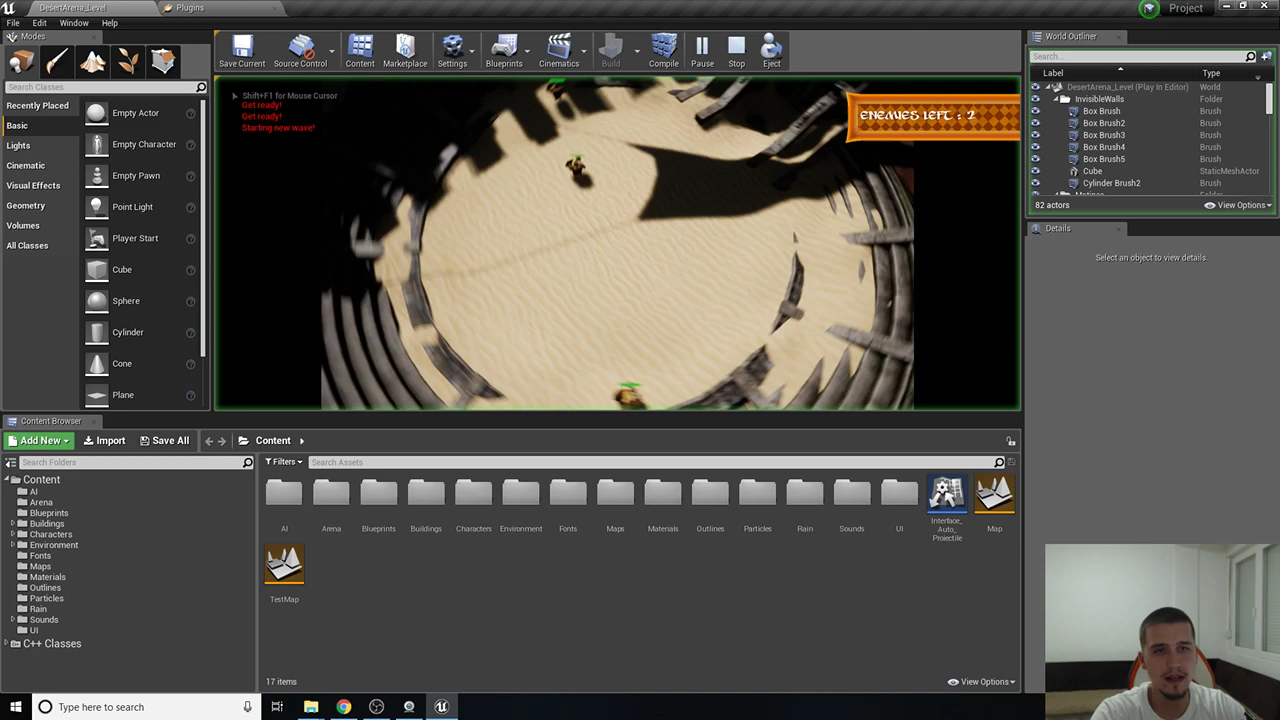 DesertArena_Level
Plugins
Project
File
Edit
Window
Help
Modes
Search Classes
Recently Placed
Basic
Lights
Cinematic
Visual Effects
Geometry
Volumes
All Classes
Empty Actor
Empty Character
Empty Pawn
Point Light
Player Start
Cube
Sphere
Cylinder
Cone
Plane
Save Current
Source Control
Content
Marketplace
Settings
Blueprints
Cinematics
Build
Compile
Pause
Stop
Eject
Shift+F1 for Mouse Cursor
Get ready!
Get ready!
Starting new wave!
ENEMIES LEFT : 2
World Outliner
Search...
Label
Type
DesertArena_Level (Play In Editor)
World
InvisibleWalls
Folder
Box Brush
Brush
Box Brush2
Brush
Box Brush3
Brush
Box Brush4
Brush
Box Brush5
Brush
Cube
StaticMeshActor
Cylinder Brush2
Brush
82 actors
View Options
Details
Select an object to view details.
Content Browser
Add New
Import
Save All
Content
Search Folders
Filters
Search Assets
Content
AI
Arena
Blueprints
Buildings
Characters
Environment
Fonts
Maps
Materials
Outlines
Particles
Rain
Sounds
UI
C++ Classes
AI
Arena
Blueprints
Buildings
Characters
Environment
Fonts
Maps
Materials
Outlines
Particles
Rain
Sounds
UI
Interface_
Auto_
Projectile
Map
TestMap
17 items
View Options
Type here to search